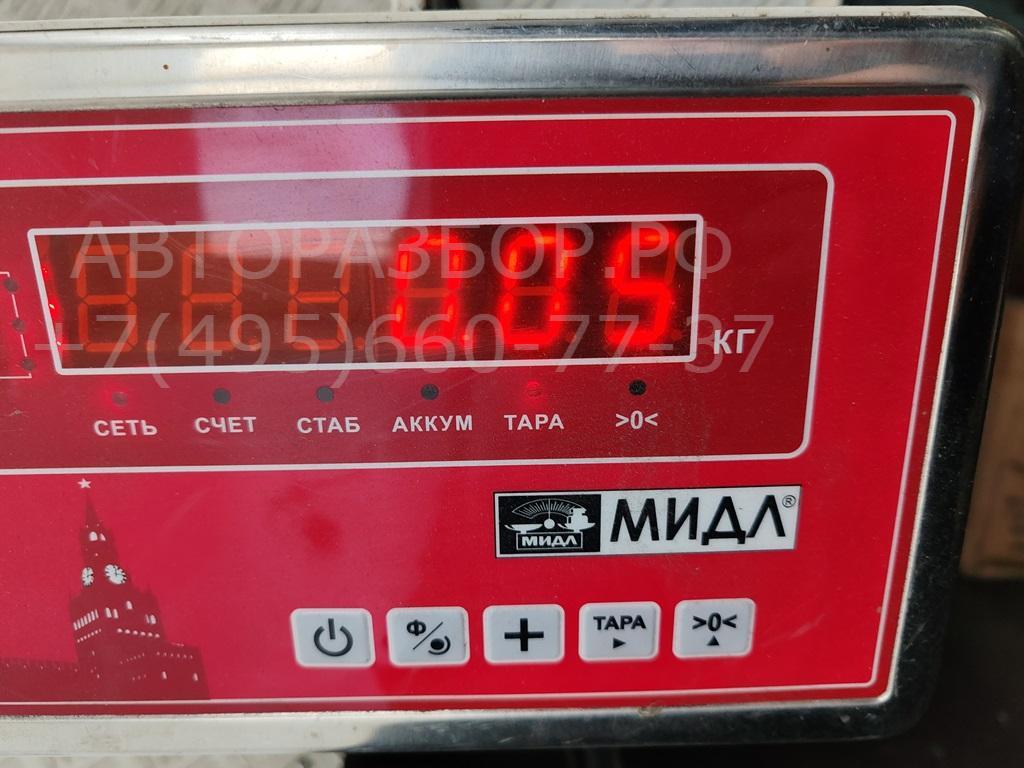 АВТОРАЗБОР.РФ
0.05
+7(495)660-77-37
КГ
СЕТЬ СЧЕТ СТАБ АККУМ ТАРА >0<
МИДЛ МИДЛ®
Ф ТАРА >0<